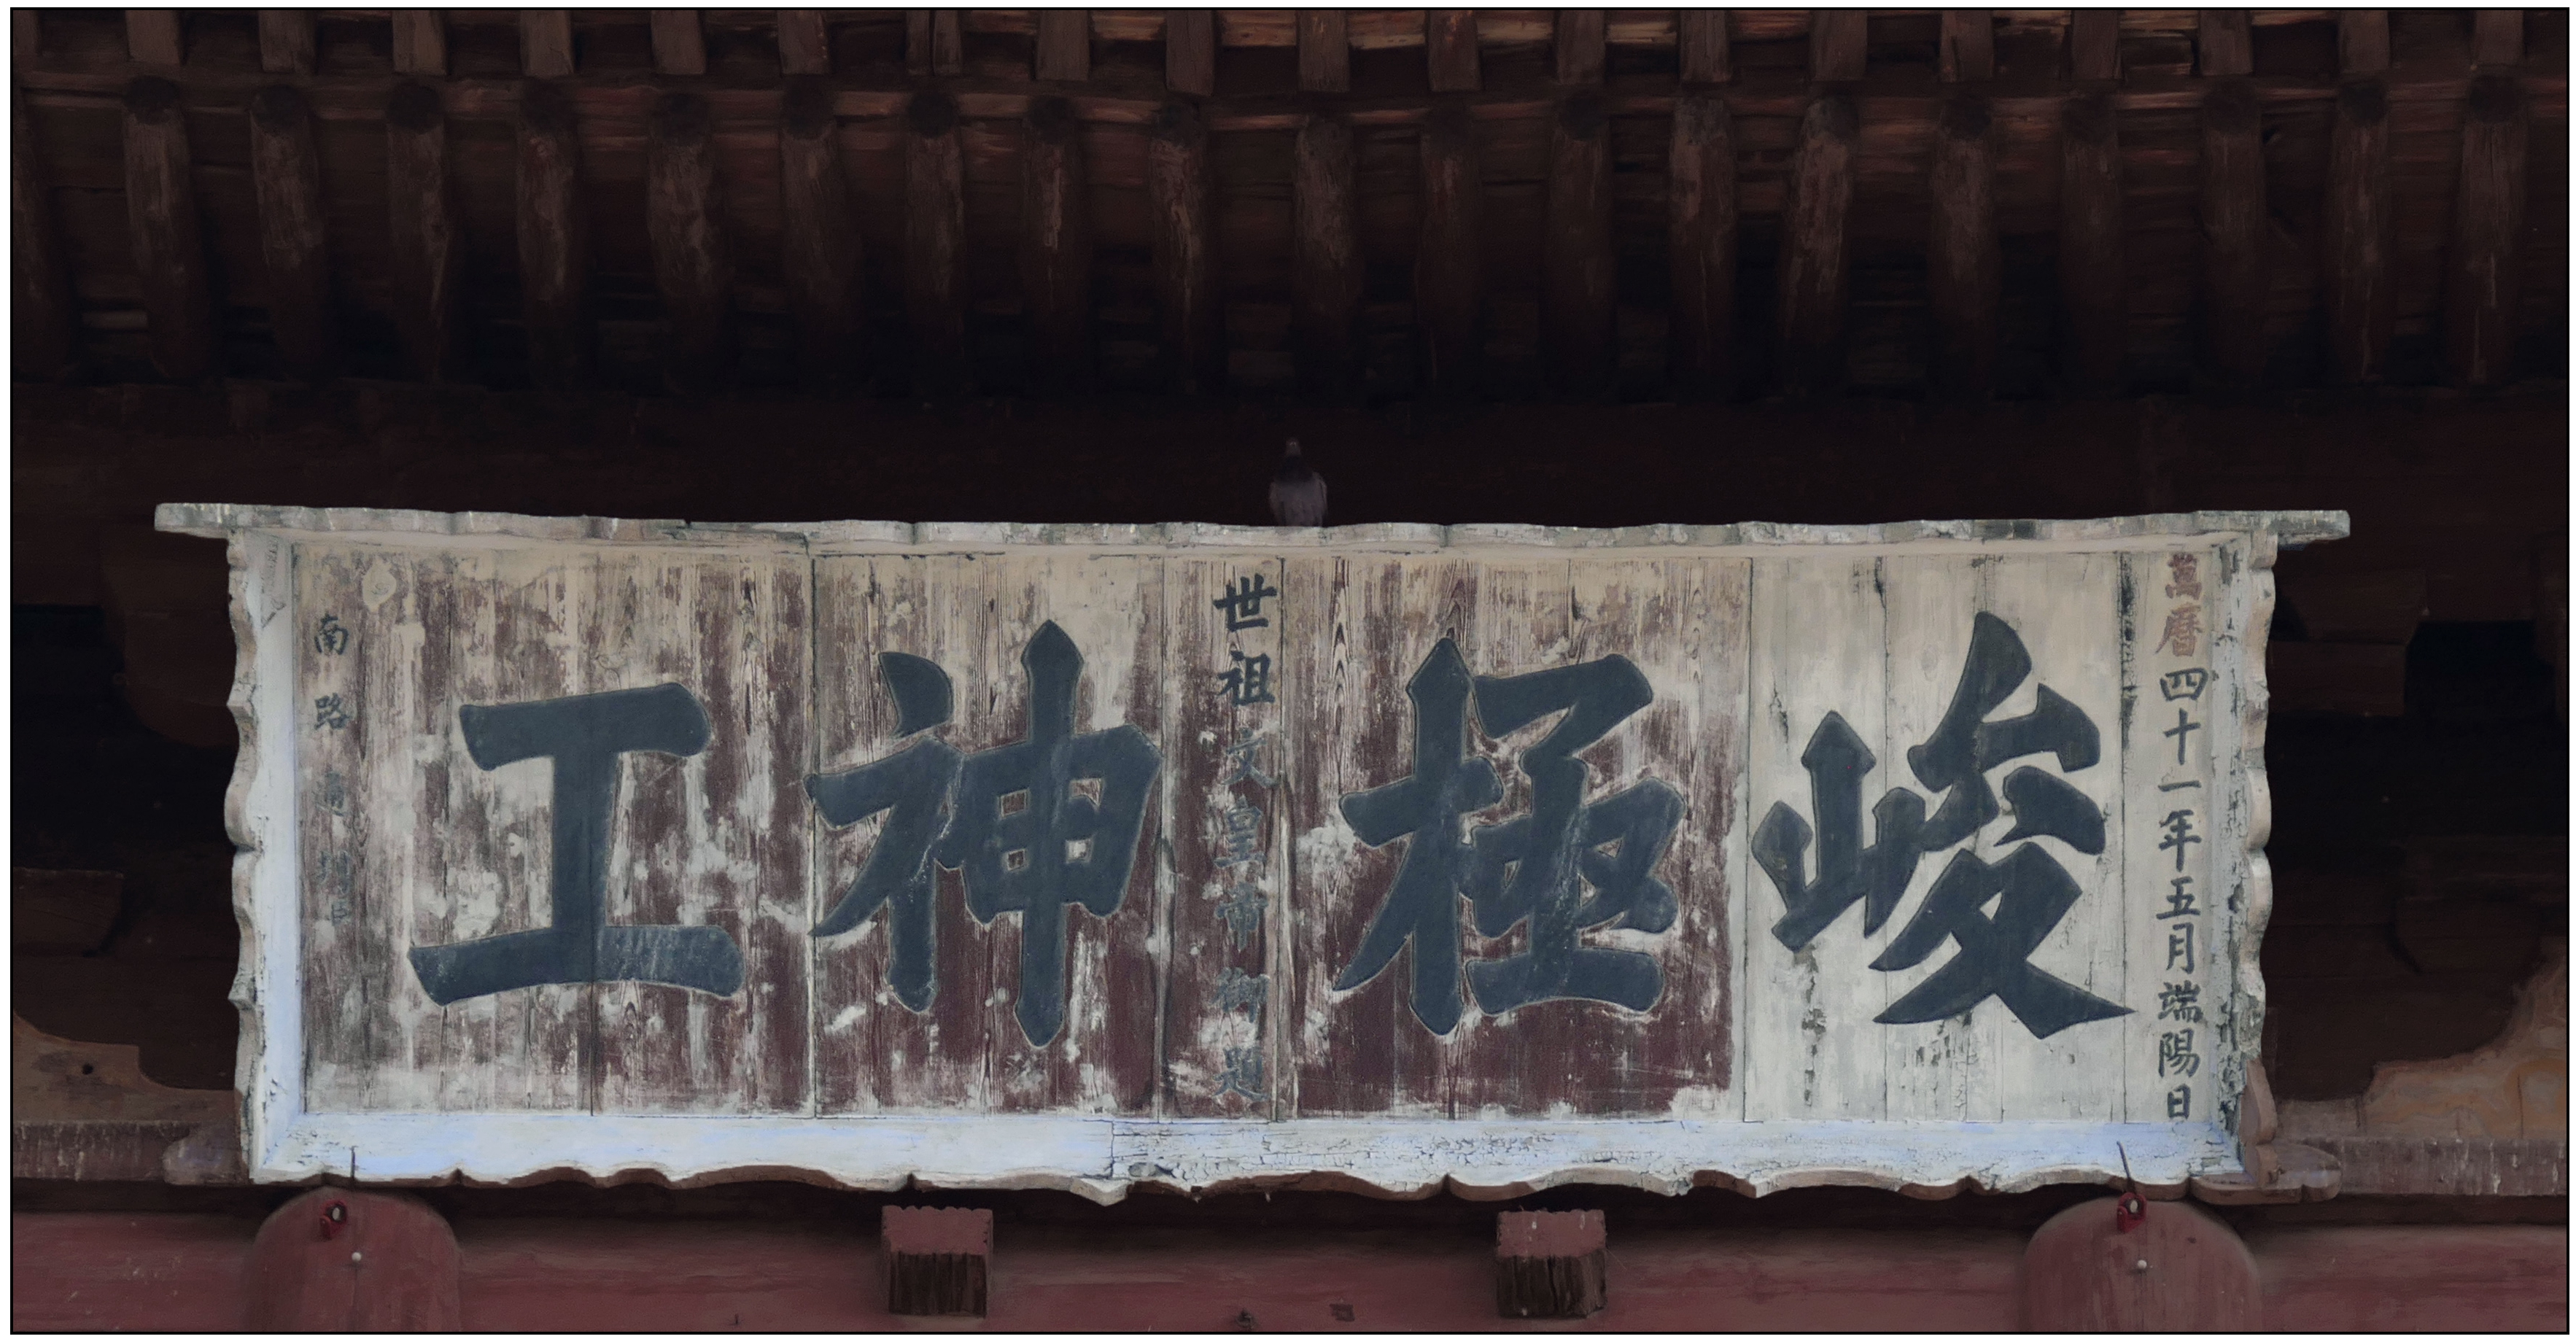 萬曆四十一年五月端陽日
峻極神工
世祖文皇帝御題
南路